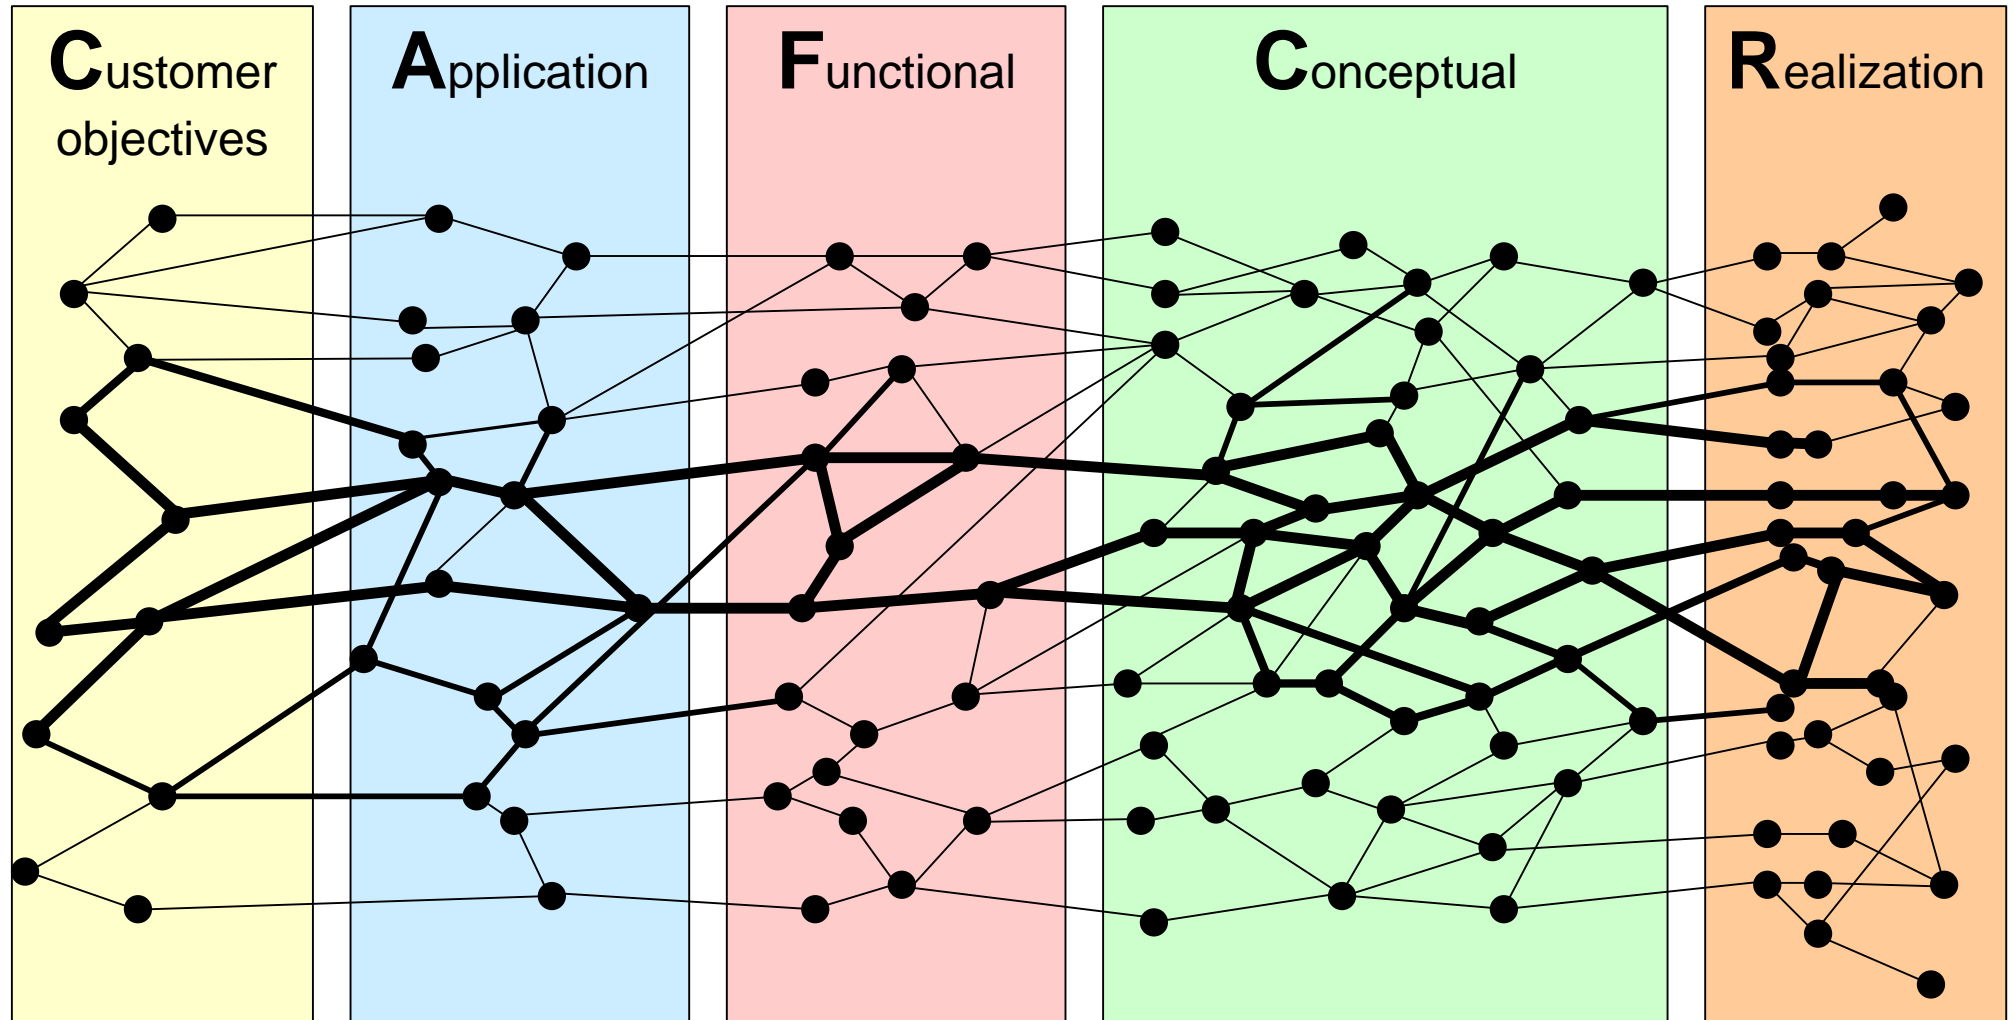 Customer
objectives
Application
Functional
Conceptual
Realization